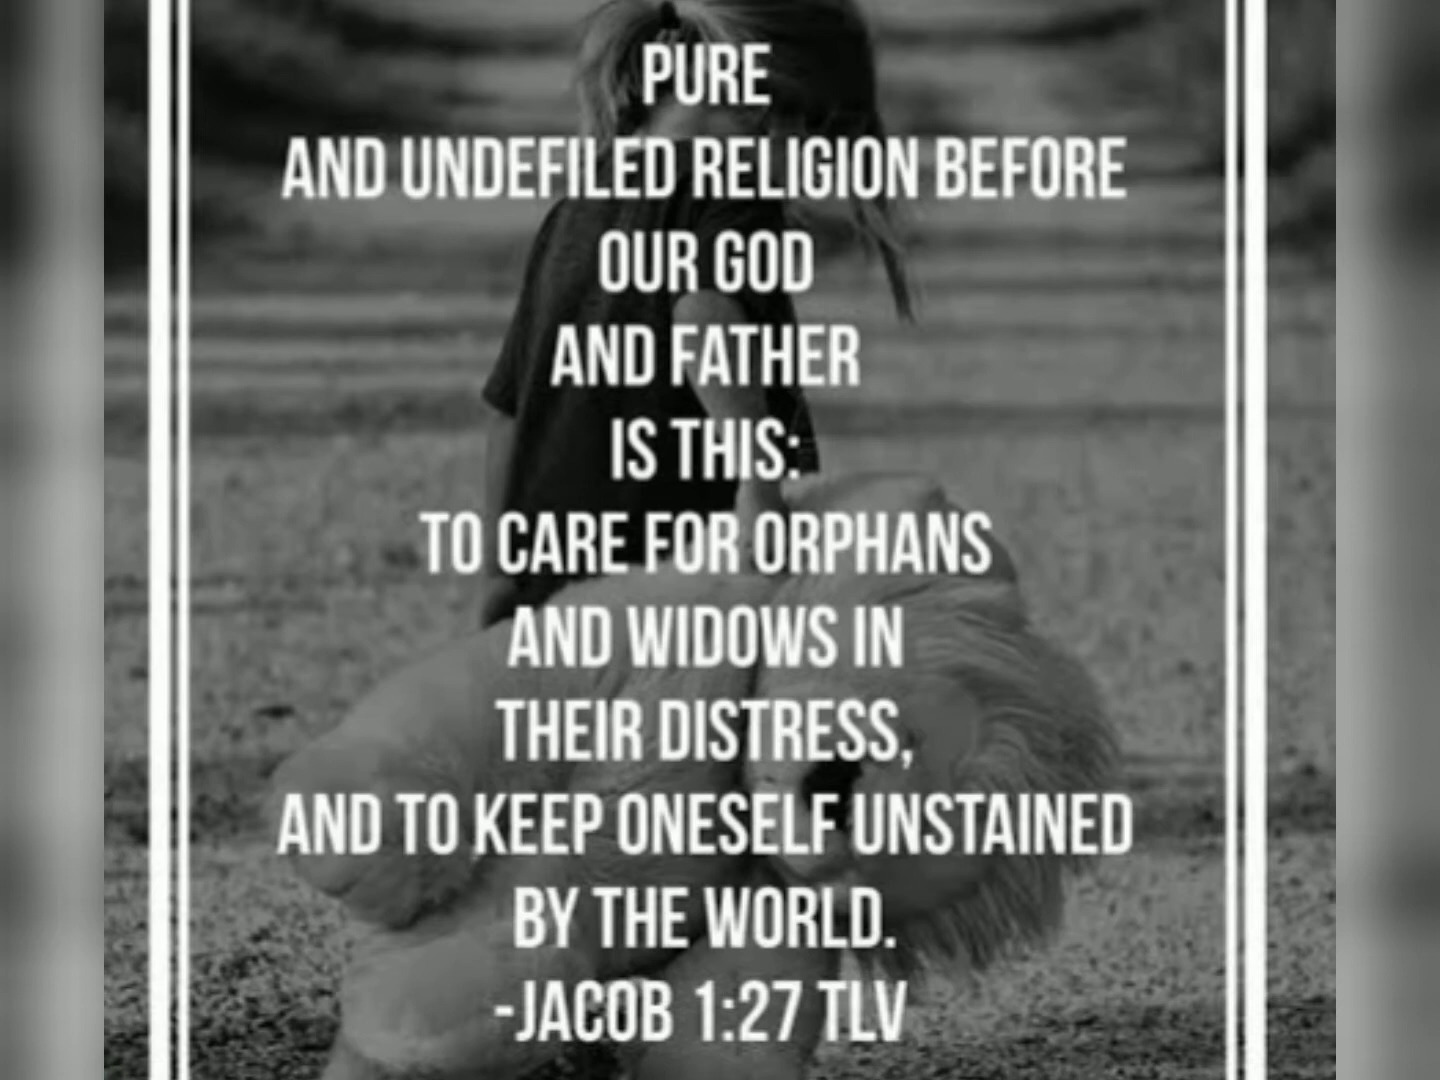 PURE
AND UNDEFILED RELIGION BEFORE
OUR GOD
AND FATHER
IS THIS:
TO CARE FOR ORPHANS
AND WIDOWS IN
THEIR DISTRESS,
AND TO KEEP ONESELF UNSTAINED
BY THE WORLD.
-JACOB 1:27 TLV